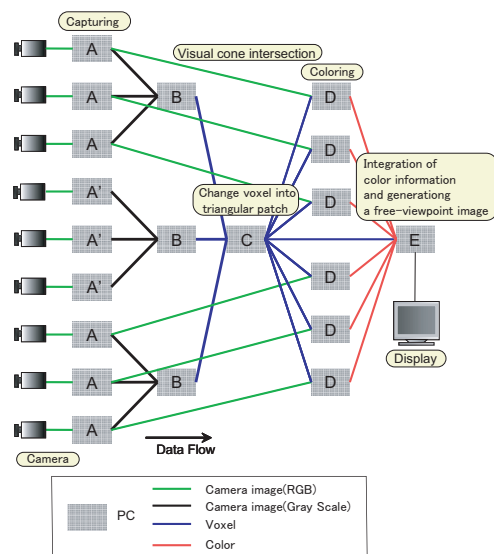 Capturing
A
Visual cone intersection
Coloring
A
B
D
A
D
Integration of
color information
and generationg
a free-viewpoint image
A'
Change voxel into
triangular patch
D
A'
B
C
E
A'
D
A
D
Display
A
B
D
A
Data Flow
Camera
PC
Camera image(RGB)
Camera image(Gray Scale)
Voxel
Color